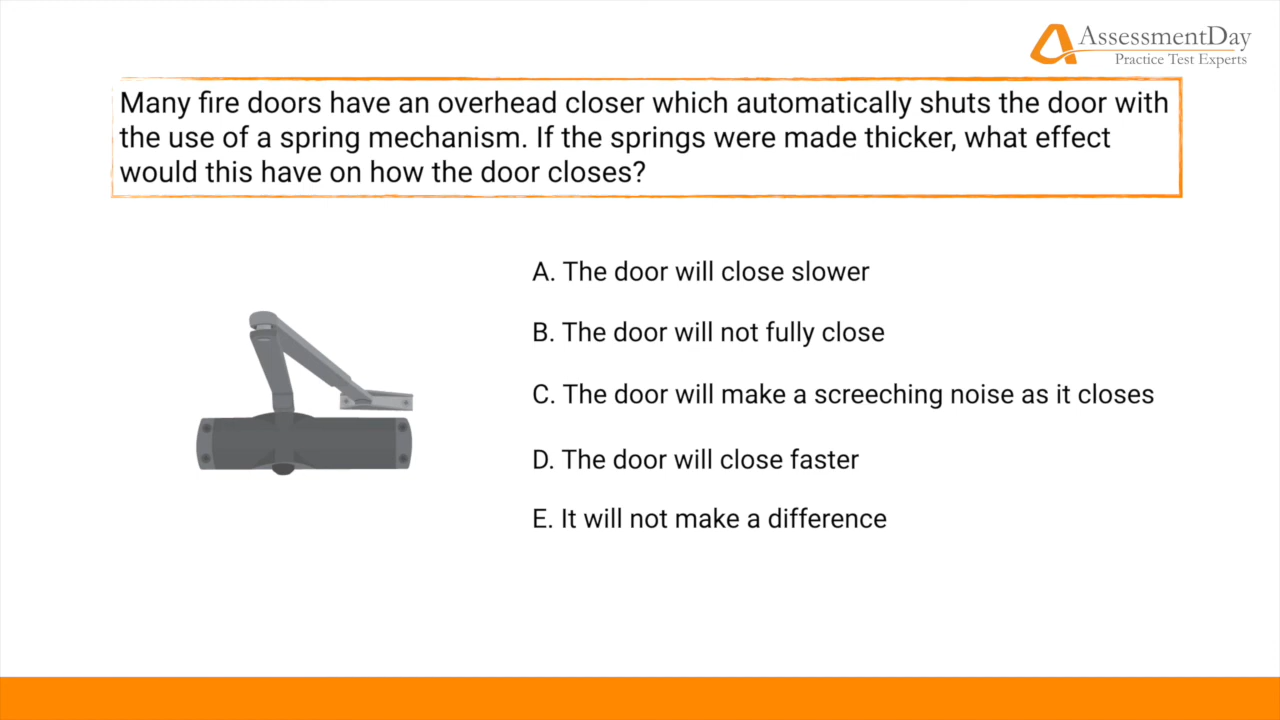 AssessmentDay
Practice Test Experts
Many fire doors have an overhead closer which automatically shuts the door with
the use of a spring mechanism. If the springs were made thicker, what effect
would this have on how the door closes?
A. The door will close slower
B. The door will not fully close
C. The door will make a screeching noise as it closes
D. The door will close faster
E. It will not make a difference